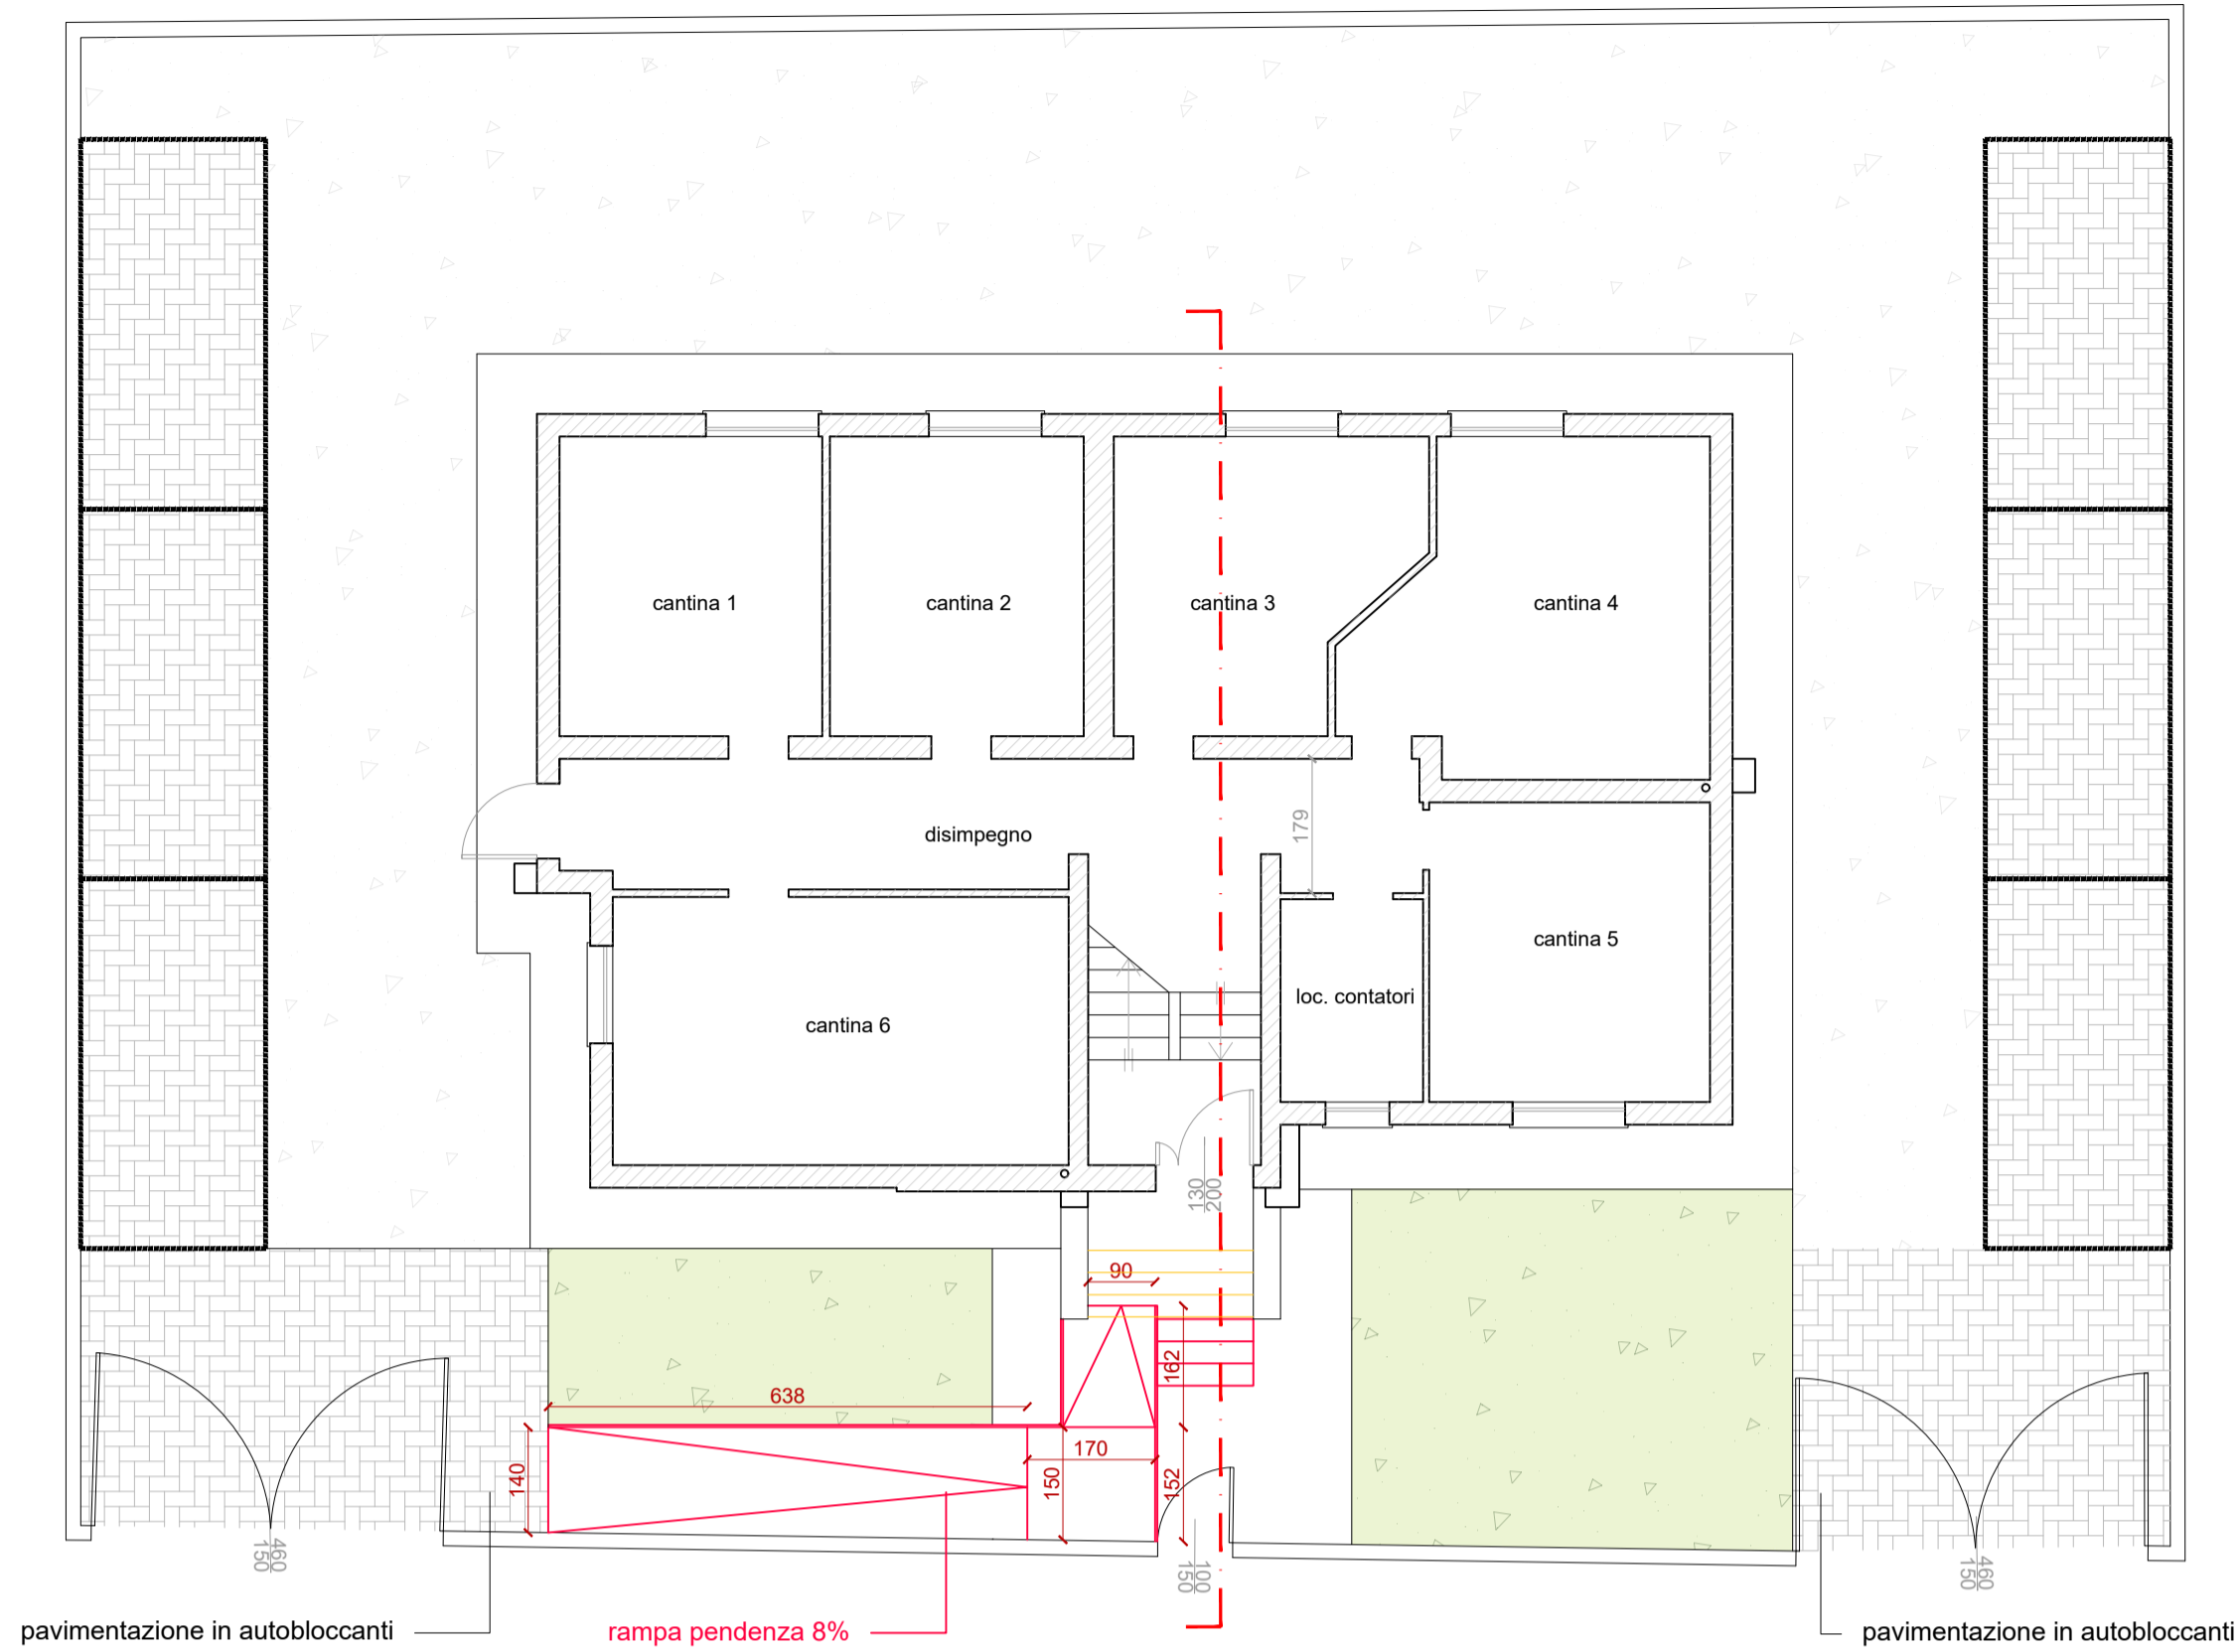 cantina 1
cantina 2
cantina 3
cantina 4
179
disimpegno
cantina 5
loc. contatori
cantina 6
130
200
90
162
638
170
140
150
152
460
150
100
150
460
150
pavimentazione in autobloccanti
rampa pendenza 8%
pavimentazione in autobloccanti